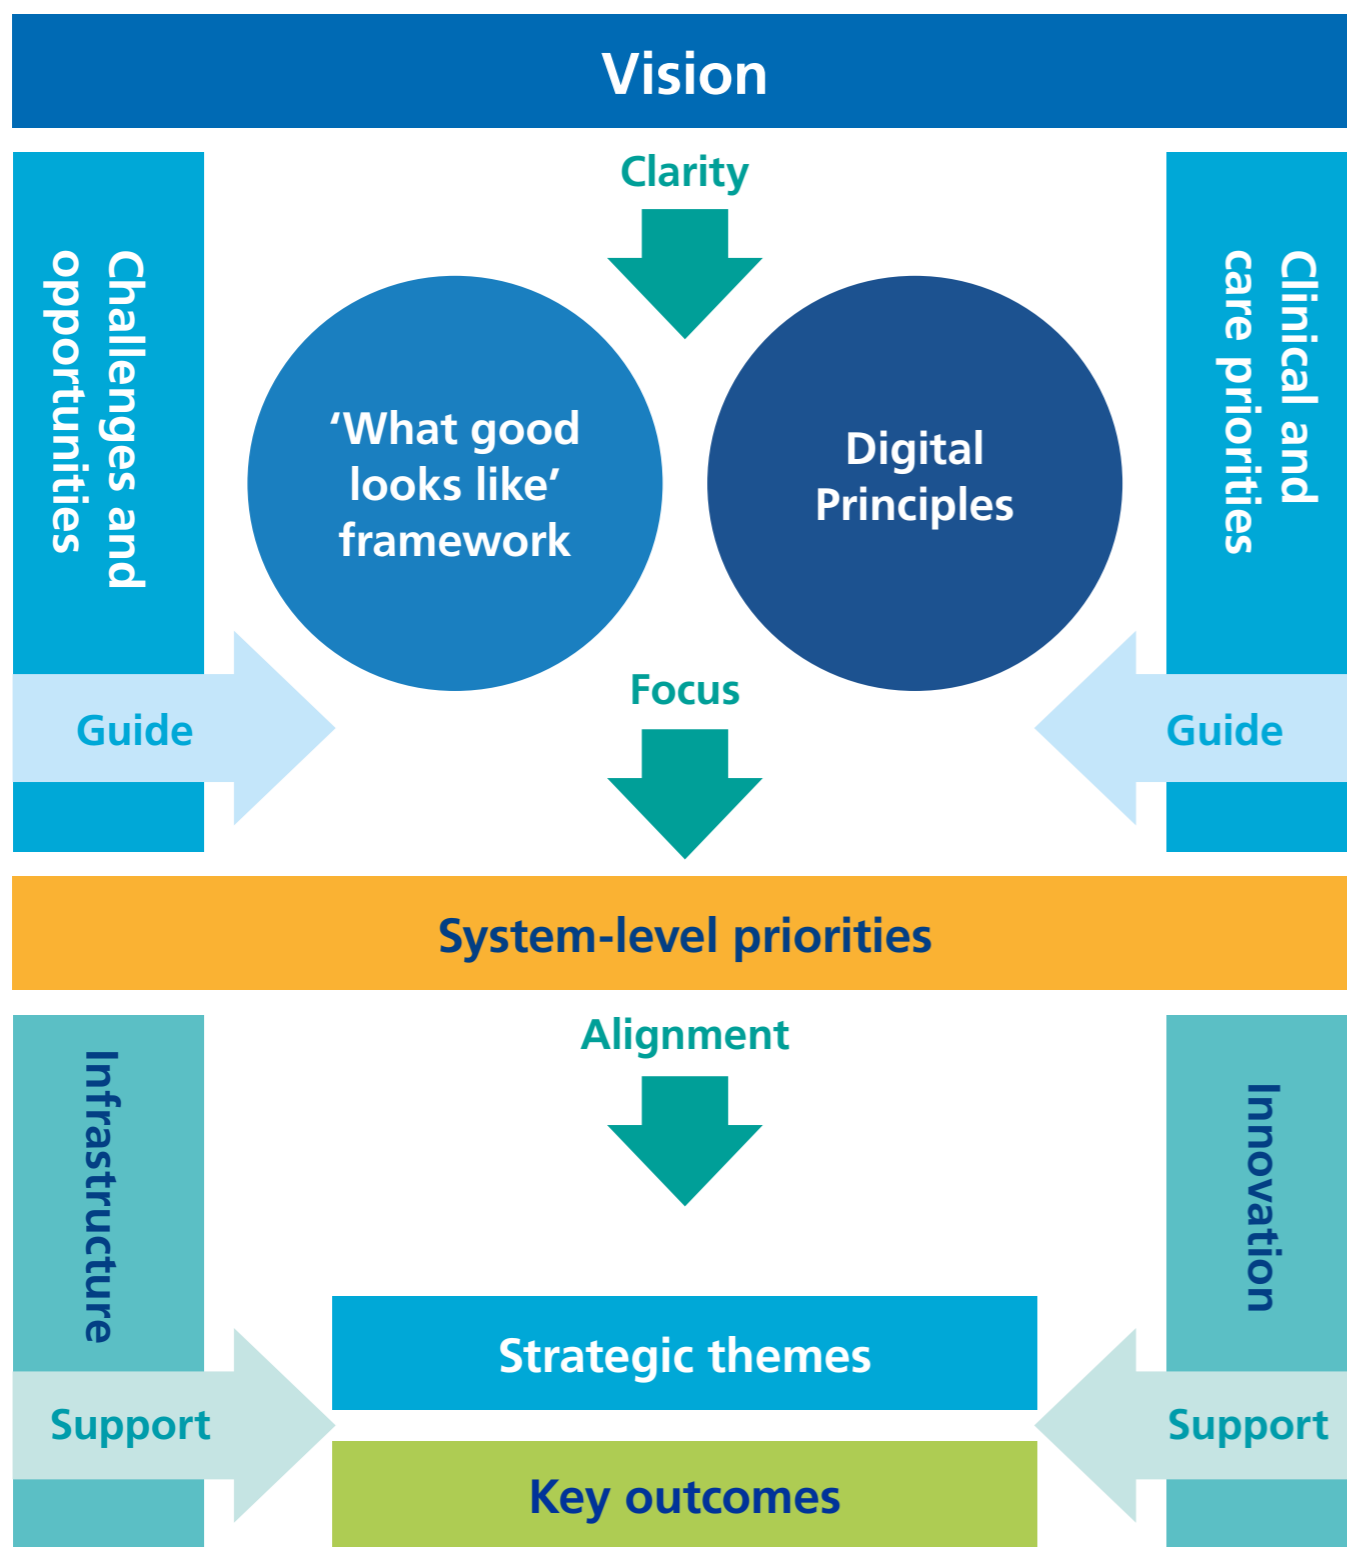 Vision
Clarity
Challenges and
opportunities
‘What good
looks like’
framework
Digital
Principles
Clinical and
care priorities
Focus
Guide
Guide
System-level priorities
Alignment
Infrastructure
Innovation
Strategic themes
Support
Support
Key outcomes